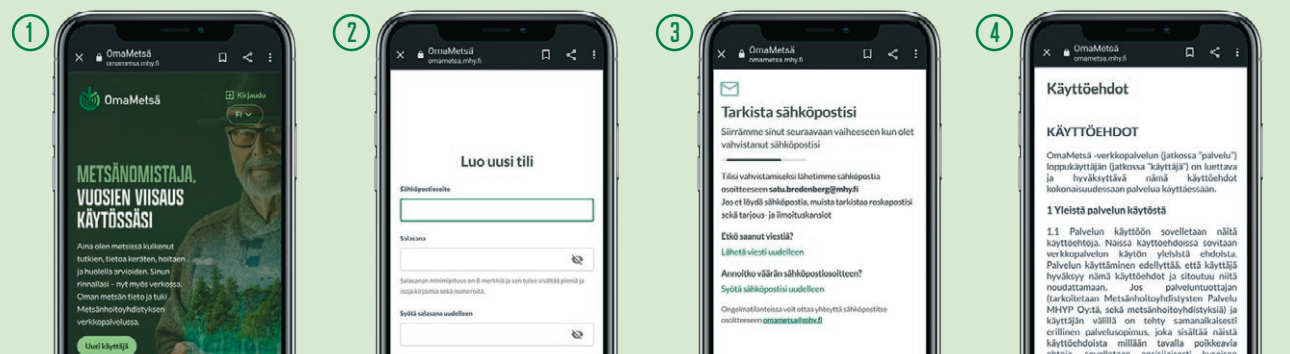 1
OmaMetsä
omametsa.mhy.fi
OmaMetsä
Kirjaudu
FI
METSÄNOMISTAJA,
VUOSIEN VIISAUS
KÄYTÖSSÄSI
Aina olen metsissä kulkenut
tutkien, tietoa keräten, hoitaen
ja huolella arvioiden. Sinun
rinnallasi – nyt myös verkossa.
Oman metsän tieto ja tuki
Metsänhoitoyhdistyksen
verkkopalvelussa.
Uusi käyttäjä
2
OmaMetsä
omametsa.mhy.fi
Luo uusi tili
Sähköpostiosoite
Salasana
Salasanan minimipituus on 8 merkkiä ja sen tulee sisältää pieniä ja
isoja kirjaimia sekä numeroita.
Syötä salasana uudelleen
3
OmaMetsä
omametsa.mhy.fi
Tarkista sähköpostisi
Siirrämme sinut seuraavaan vaiheeseen kun olet
vahvistanut sähköpostisi
Tilisi vahvistamiseksi lähetimme sähköpostia
osoitteeseen satu.bredenberg@mhy.fi
Jos et löydä sähköpostia, muista tarkistaa roskapostisi
sekä tarjous- ja ilmoituskansiot
Etkö saanut viestiä?
Lähetä viesti uudelleen
Annoitko väärän sähköpostiosoitteen?
Syötä sähköpostisi uudelleen
Ongelmatilanteissa voit ottaa yhteyttä sähköpostitse
osoitteeseen omametsa@mhy.fi
4
OmaMetsä
omametsa.mhy.fi
Käyttöehdot
KÄYTTÖEHDOT
OmaMetsä -verkkopalvelun (jatkossa "palvelu")
loppukäyttäjän (jatkossa "käyttäjä") on luettava
ja hyväksyttävä nämä käyttöehdot
kokonaisuudessaan palvelua käyttäessään.
1 Yleistä palvelun käytöstä
1.1 Palvelun käyttöön sovelletaan näitä
käyttöehtoja. Näissä käyttöehdoissa sovitaan
verkkopalvelun käytön yleisistä ehdoista.
Palvelun käyttäminen edellyttää, että käyttäjä
hyväksyy nämä käyttöehdot ja sitoutuu niitä
noudattamaan. Jos palveluntuottajan
(tarkoitetaan Metsänhoitoyhdistysten Palvelu
MHYP Oy:tä, sekä metsänhoitoyhdistyksiä) ja
käyttäjän välillä on tehty samanaikaisesti
erillinen palvelusopimus, joka sisältää näistä
käyttöehdoista millään tavalla poikkeavia